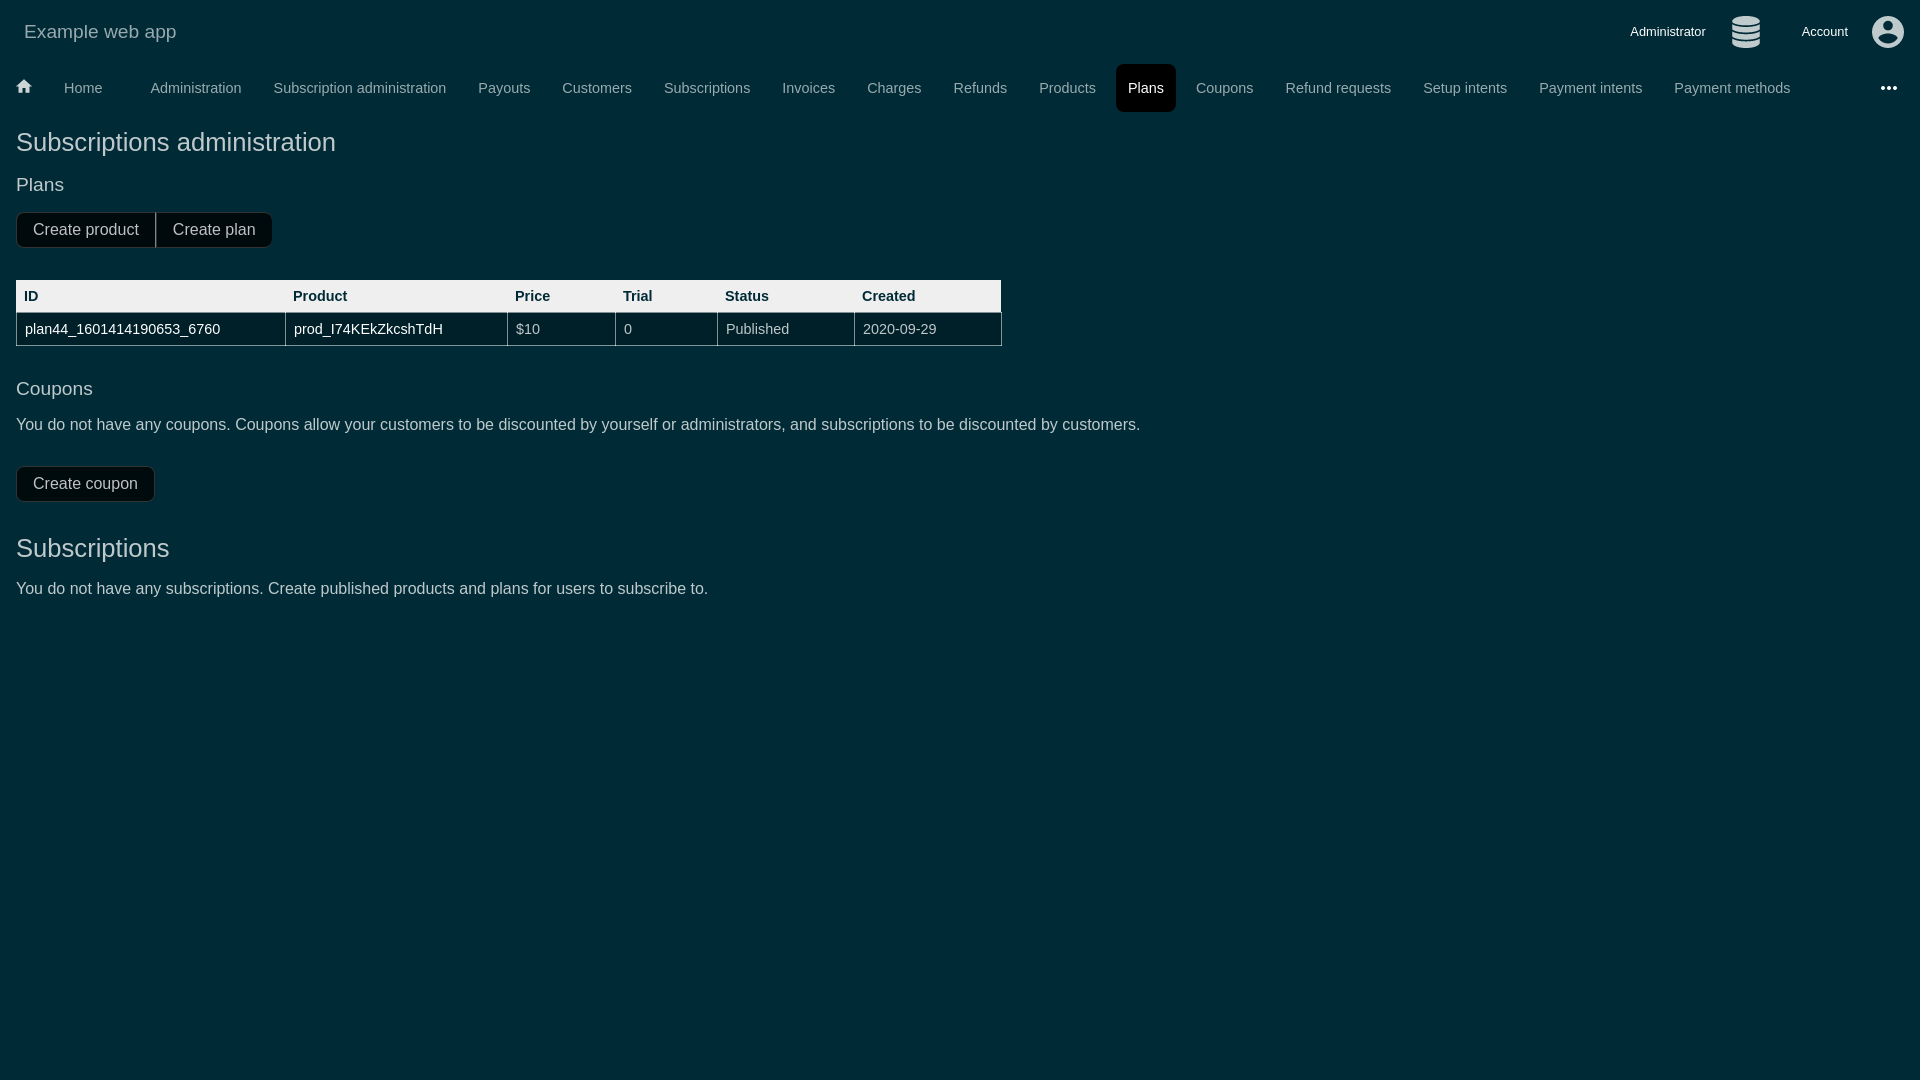 Example web app
Administrator
Account
Home
Administration
Subscription administration
Payouts
Customers
Subscriptions
Invoices
Charges
Refunds
Products
Plans
Coupons
Refund requests
Setup intents
Payment intents
Payment methods
Subscriptions administration
Plans
Create product
Create plan
ID Product Price Trial Status Created
plan44_1601414190653_6760 prod_I74KEkZkcshTdH $10 0 Published 2020-09-29
Coupons
You do not have any coupons. Coupons allow your customers to be discounted by yourself or administrators, and subscriptions to be discounted by customers.
Create coupon
Subscriptions
You do not have any subscriptions. Create published products and plans for users to subscribe to.